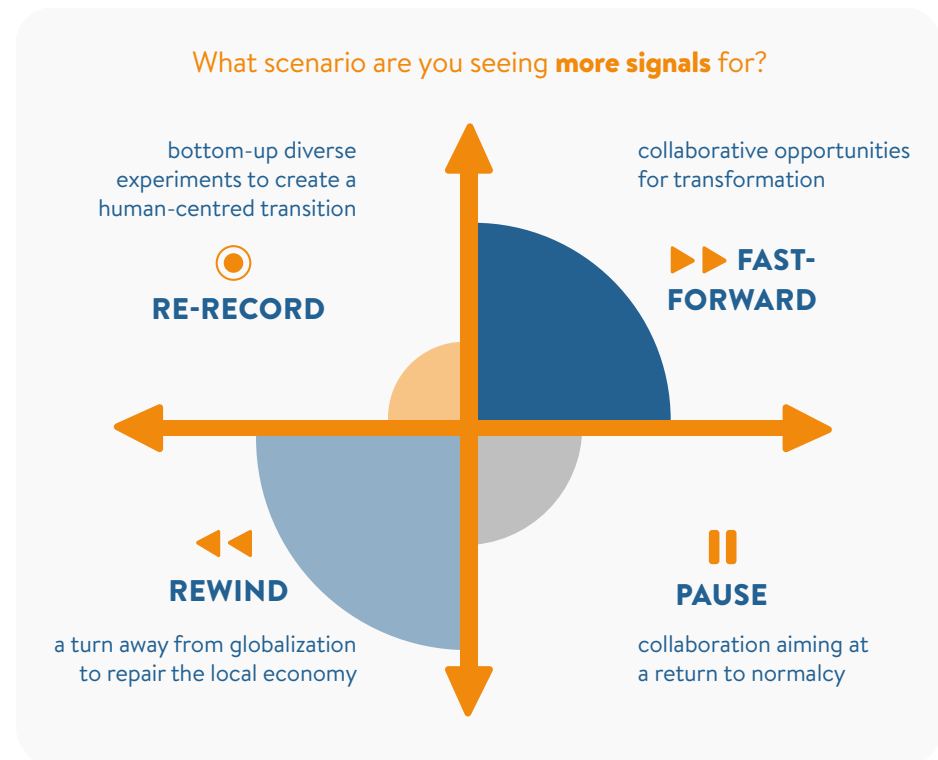 What scenario are you seeing more signals for?
bottom-up diverse
experiments to create a
human-centred transition
RE-RECORD
collaborative opportunities
for transformation
FAST-
FORWARD
REWIND
a turn away from globalization
to repair the local economy
PAUSE
collaboration aiming at
a return to normalcy